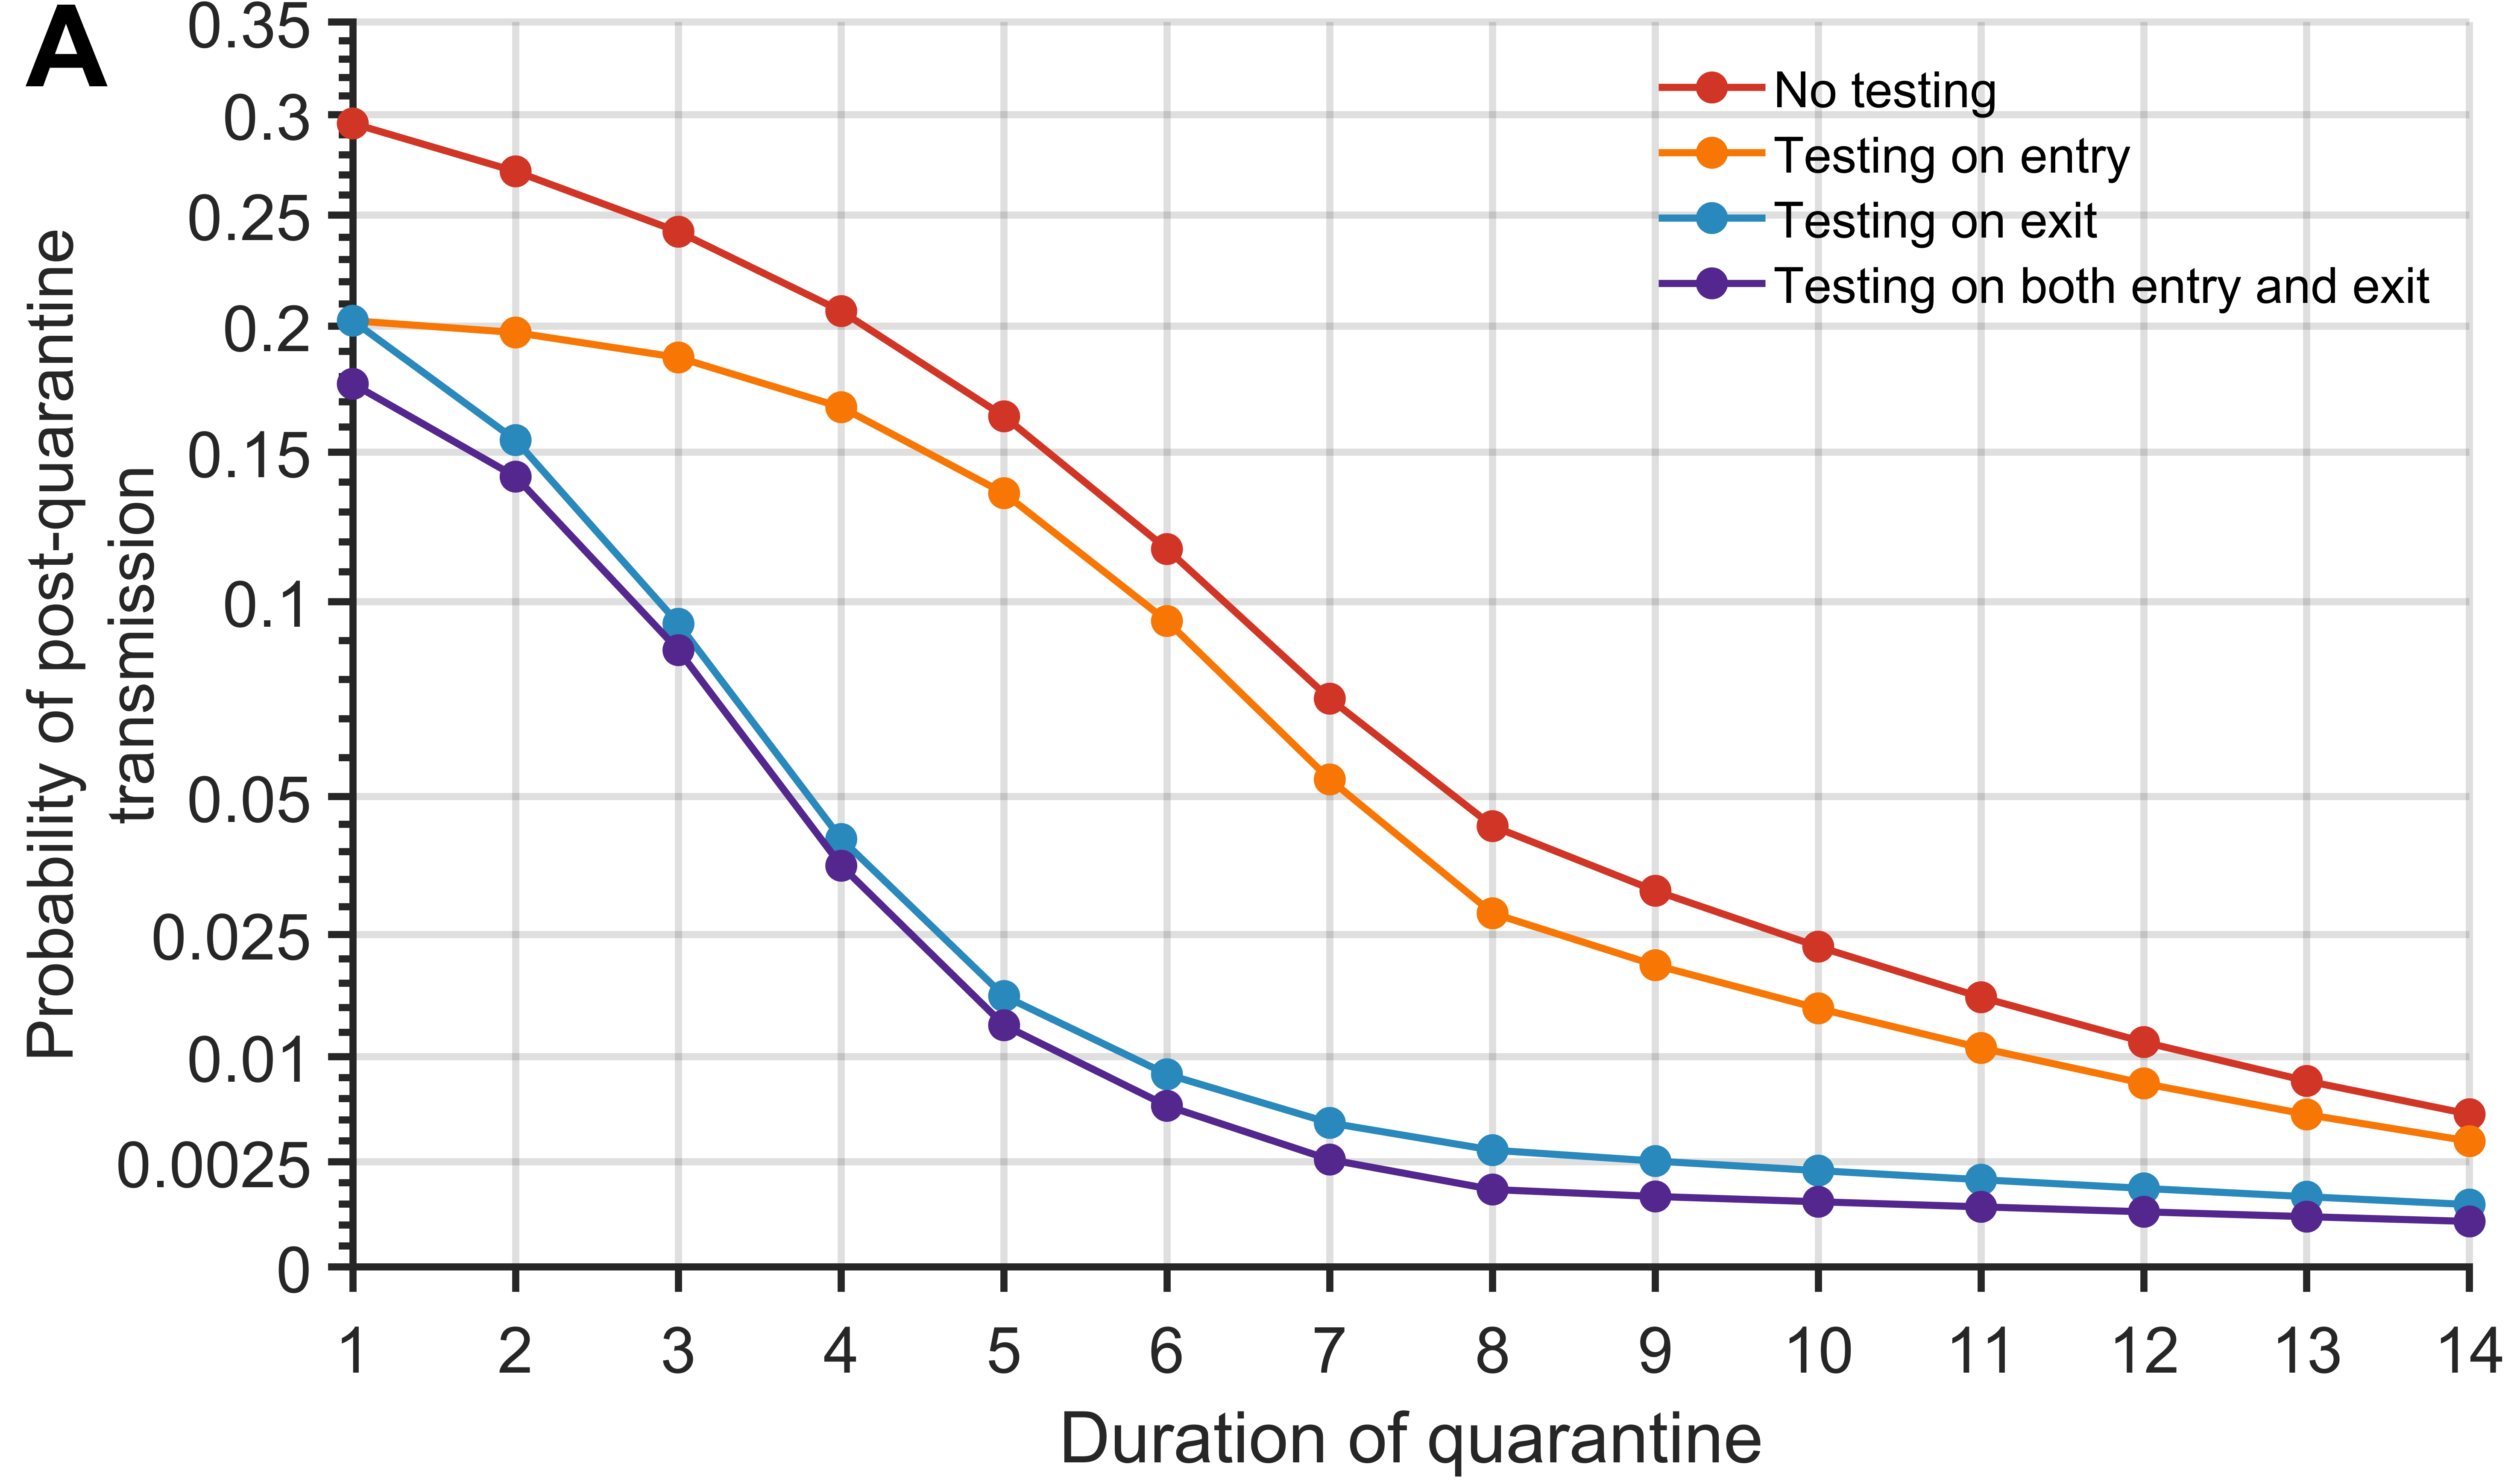 A
0.35
0.3
0.25
0.2
0.15
0.1
0.05
0.025
0.01
0.0025
0
Probability of post-quarantine
transmission
No testing
Testing on entry
Testing on exit
Testing on both entry and exit
1 2 3 4 5 6 7 8 9 10 11 12 13 14
Duration of quarantine